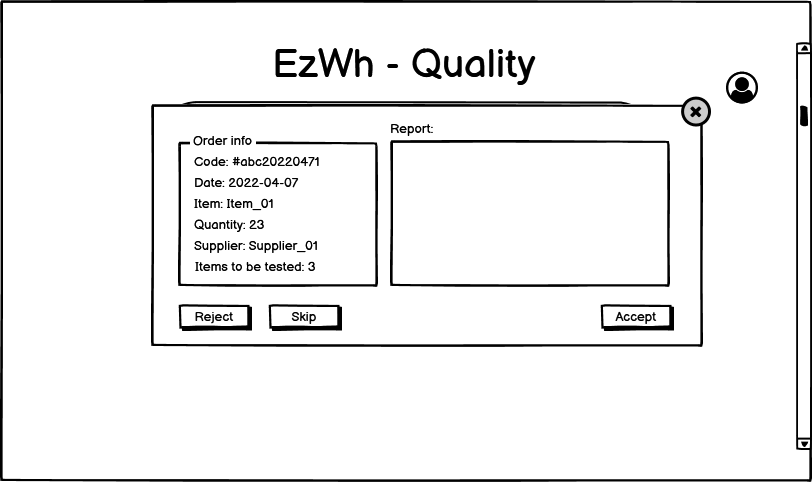 EzWh - Quality
Order info
Code: #abc20220471
Date: 2022-04-07
Item: Item_01
Quantity: 23
Supplier: Supplier_01
Items to be tested: 3
Report:
Reject
Skip
Accept